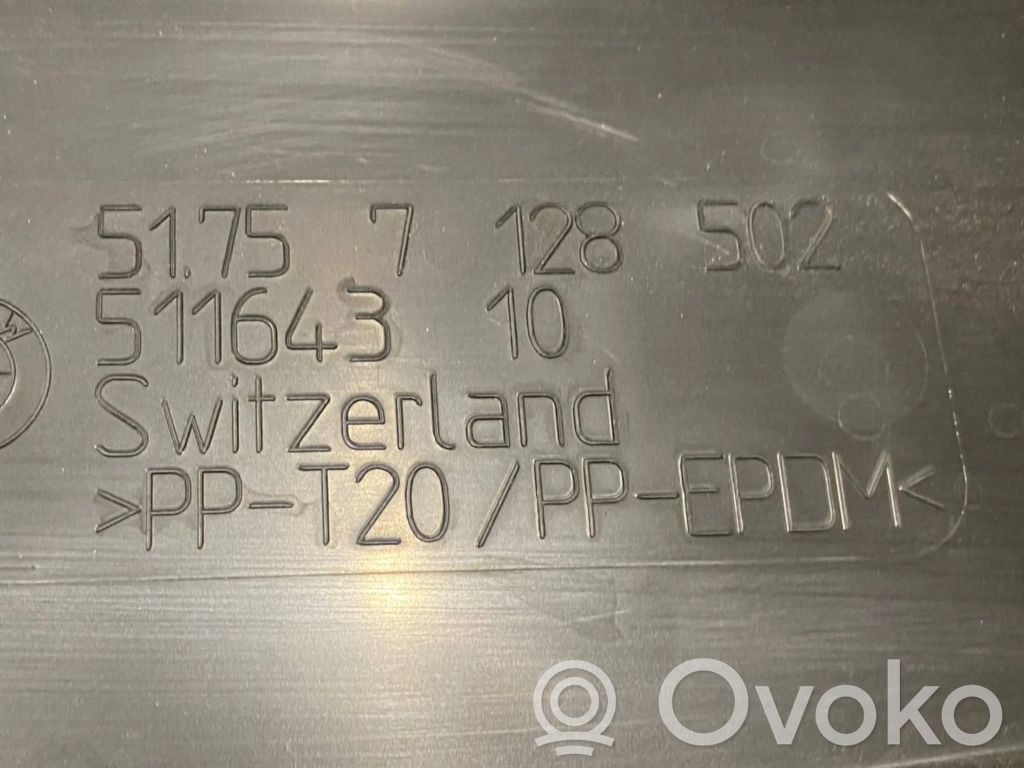 51.75 7 128 502
511643 10
Switzerland
>PP-T20/PP-EPDM<
Ovoko